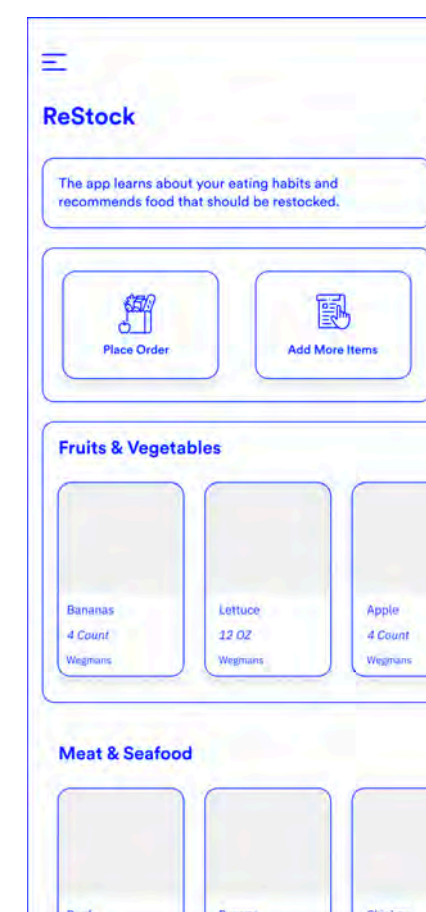 ReStock
The app learns about your eating habits and
recommends food that should be restocked.
Place Order
Add More Items
Fruits & Vegetables
Bananas
4 Count
Wegmans
Lettuce
12 OZ
Wegmans
Apple
4 Count
Wegmans
Meat & Seafood